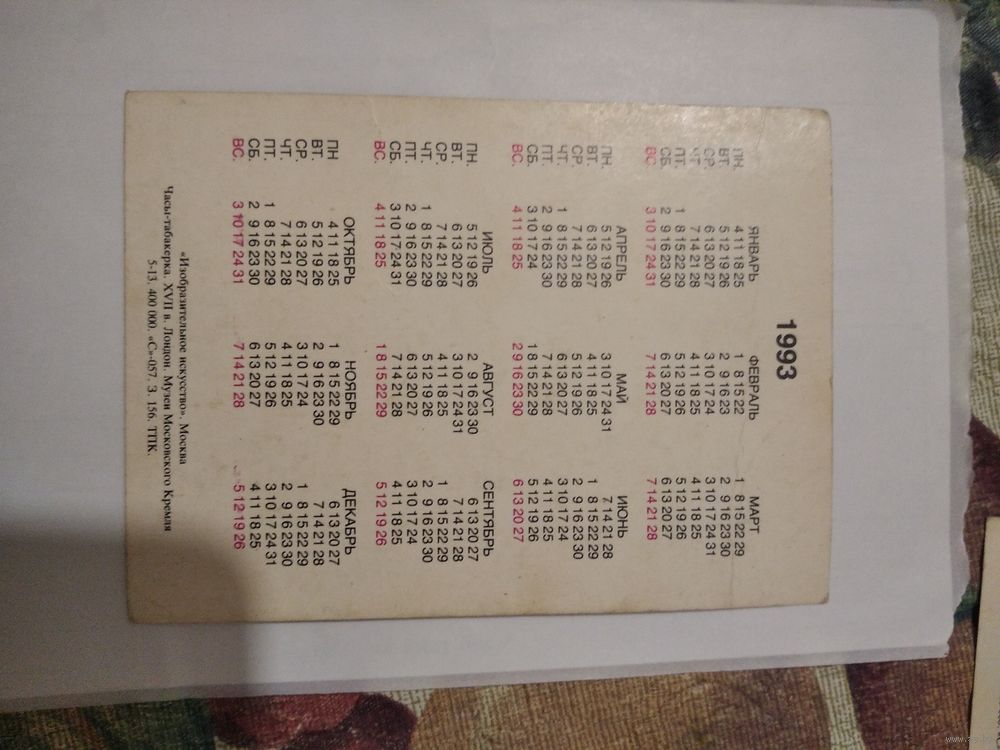 1993
ЯНВАРЬ ФЕВРАЛЬ МАРТ
ПН. 4 11 18 25 1 8 15 22 1 8 15 22 29
ВТ. 5 12 19 26 2 9 16 23 2 9 16 23 30
СР. 6 13 20 27 3 10 17 24 3 10 17 24 31
ЧТ. 7 14 21 28 4 11 18 25 4 11 18 25
ПТ. 1 8 15 22 29 5 12 19 26 5 12 19 26
СБ. 2 9 16 23 30 6 13 20 27 6 13 20 27
ВС. 3 10 17 24 31 7 14 21 28 7 14 21 28
АПРЕЛЬ МАЙ ИЮНЬ
ПН. 5 12 19 26 3 10 17 24 31 7 14 21 28
ВТ. 6 13 20 27 4 11 18 25 1 8 15 22 29
СР. 7 14 21 28 5 12 19 26 2 9 16 23 30
ЧТ. 1 8 15 22 29 6 13 20 27 3 10 17 24
ПТ. 2 9 16 23 30 7 14 21 28 4 11 18 25
СБ. 3 10 17 24 1 8 15 22 29 5 12 19 26
ВС. 4 11 18 25 2 9 16 23 30 6 13 20 27
ИЮЛЬ АВГУСТ СЕНТЯБРЬ
ПН. 5 12 19 26 2 9 16 23 30 6 13 20 27
ВТ. 6 13 20 27 3 10 17 24 31 7 14 21 28
СР. 7 14 21 28 4 11 18 25 1 8 15 22 29
ЧТ. 1 8 15 22 29 5 12 19 26 2 9 16 23 30
ПТ. 2 9 16 23 30 6 13 20 27 3 10 17 24
СБ. 3 10 17 24 31 7 14 21 28 4 11 18 25
ВС. 4 11 18 25 1 8 15 22 29 5 12 19 26
ОКТЯБРЬ НОЯБРЬ ДЕКАБРЬ
ПН 4 11 18 25 1 8 15 22 29 6 13 20 27
ВТ. 5 12 19 26 2 9 16 23 30 7 14 21 28
СР. 6 13 20 27 3 10 17 24 1 8 15 22 29
ЧТ. 7 14 21 28 4 11 18 25 2 9 16 23 30
ПТ. 1 8 15 22 29 5 12 19 26 3 10 17 24 31
СБ. 2 9 16 23 30 6 13 20 27 4 11 18 25
ВС. 3 10 17 24 31 7 14 21 28 5 12 19 26
«Изобразительное искусство». Москва
Часы-табакерка. XVII в. Лондон. Музеи Московского Кремля
5-13. 400 000. «С»-057. З. 156. ТПК.